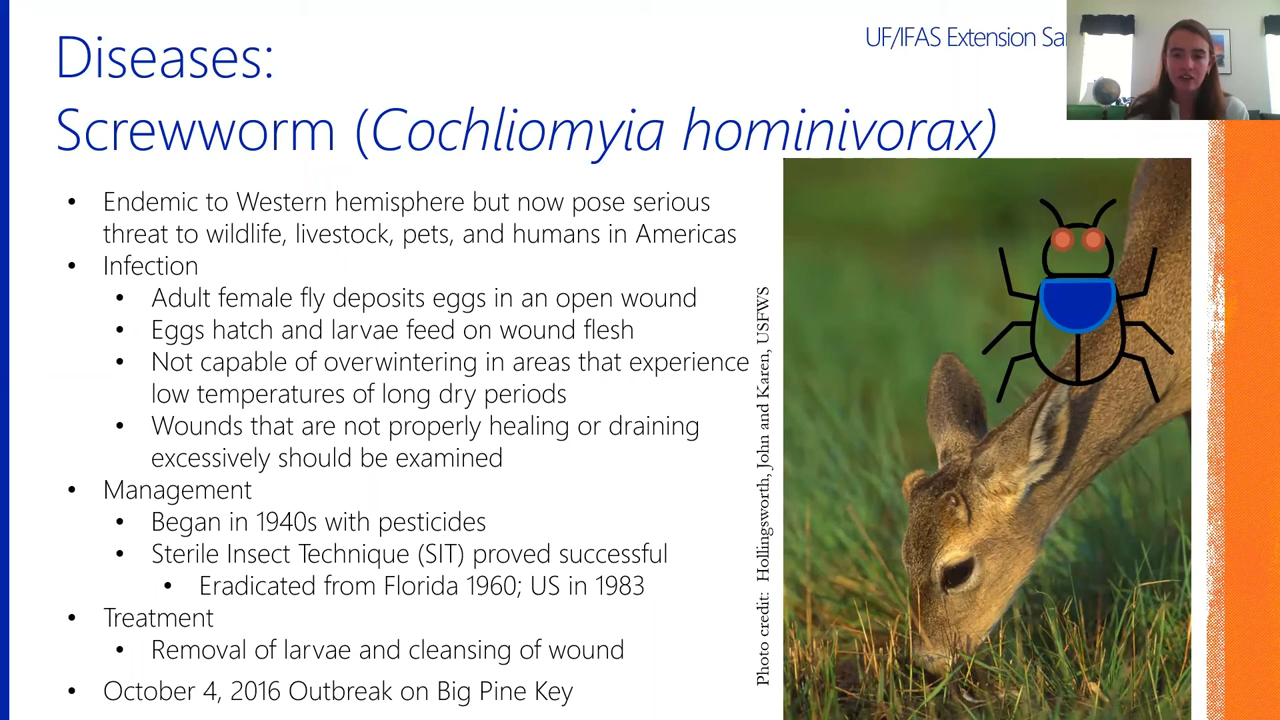 UF/IFAS Extension
Diseases:
Screwworm (Cochliomyia hominivorax)
• Endemic to Western hemisphere but now pose serious
threat to wildlife, livestock, pets, and humans in Americas
• Infection
• Adult female fly deposits eggs in an open wound
• Eggs hatch and larvae feed on wound flesh
• Not capable of overwintering in areas that experience
low temperatures of long dry periods
• Wounds that are not properly healing or draining
excessively should be examined
• Management
• Began in 1940s with pesticides
• Sterile Insect Technique (SIT) proved successful
• Eradicated from Florida 1960; US in 1983
• Treatment
• Removal of larvae and cleansing of wound
• October 4, 2016 Outbreak on Big Pine Key
Photo credit: Hollingsworth, John and Karen, USFWS